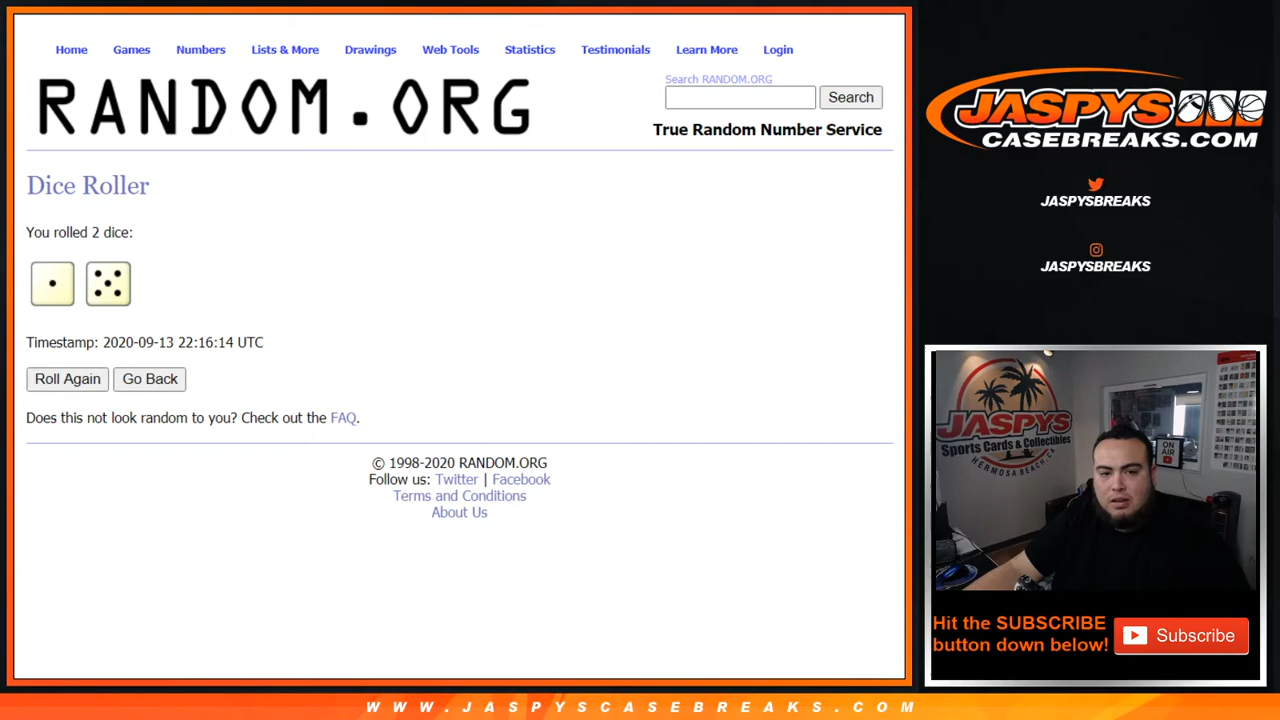 Home Games Numbers Lists & More Drawings Web Tools Statistics Testimonials Learn More Login
RANDOM.ORG
Search RANDOM.ORG
Search
True Random Number Service
Dice Roller
You rolled 2 dice:
Timestamp: 2020-09-13 22:16:14 UTC
Roll Again Go Back
Does this not look random to you? Check out the FAQ.
© 1998-2020 RANDOM.ORG
Follow us: Twitter | Facebook
Terms and Conditions
About Us
JASPYS
CASEBREAKS.COM
JASPYSBREAKS
JASPYSBREAKS
JASPYS
Sports Cards & Collectibles
HERMOSA BEACH, CA
ON
AIR
Hit the SUBSCRIBE
button down below!
Subscribe
WWW.JASPYSCASEBREAKS.COM